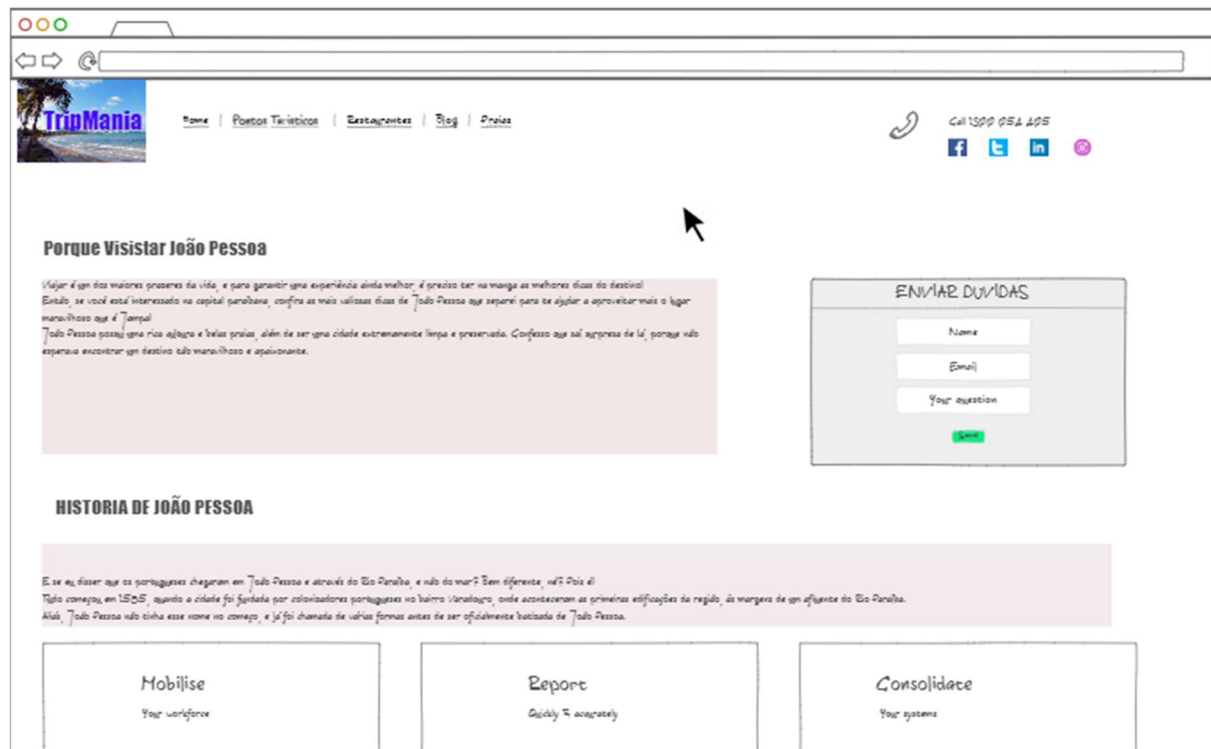 TripMania
Home | Pontos Turísticos | Restaurantes | Blog | Praias
Call 1300 052 205
Porque Visistar João Pessoa
Viajar é um dos maiores prazeres da vida, e para garantir uma experiência ainda melhor, é preciso ter na manga as melhores dicas do destino!
Então, se você está interessado na capital paraibana, confira as mais valiosas dicas de João Pessoa que separei para te ajudar a aproveitar mais o lugar
maravilhoso que é Jampa!
João Pessoa possui uma rica cultura e belas praias, além de ser uma cidade extremamente limpa e preservada. Confesso que saí surpresa de lá, porque não
esperava encontrar um destino tão maravilhoso e apaixonante.
ENVIAR DUVIDAS
Name
Email
Your question
Send
HISTORIA DE JOÃO PESSOA
E se eu disser que os portugueses chegaram em João Pessoa e através do Rio Paraíba, e não do mar? Bem diferente, né? Pois é!
Tudo começou em 1585, quando a cidade foi fundada por colonizadores portugueses no bairro Varadouro, onde aconteceram as primeiras edificações da região, às margens de um afluente do Rio Paraíba.
Aliás, João Pessoa não tinha esse nome no começo, e já foi chamada de várias formas antes de ser oficialmente batizada de João Pessoa.
Mobilise
Your workforce
Report
Quickly & accurately
Consolidate
Your systems